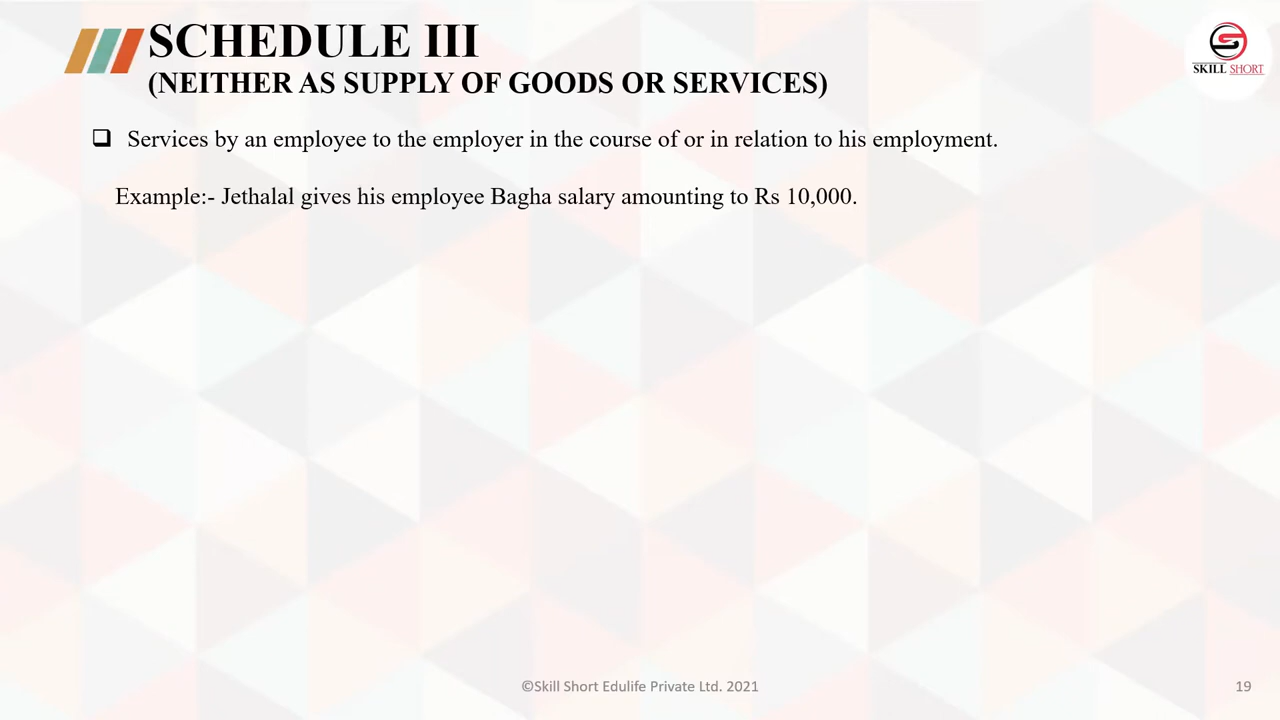 SCHEDULE III
(NEITHER AS SUPPLY OF GOODS OR SERVICES)
SKILL SHORT
Services by an employee to the employer in the course of or in relation to his employment.
Example:- Jethalal gives his employee Bagha salary amounting to Rs 10,000.
©Skill Short Edulife Private Ltd. 2021
19